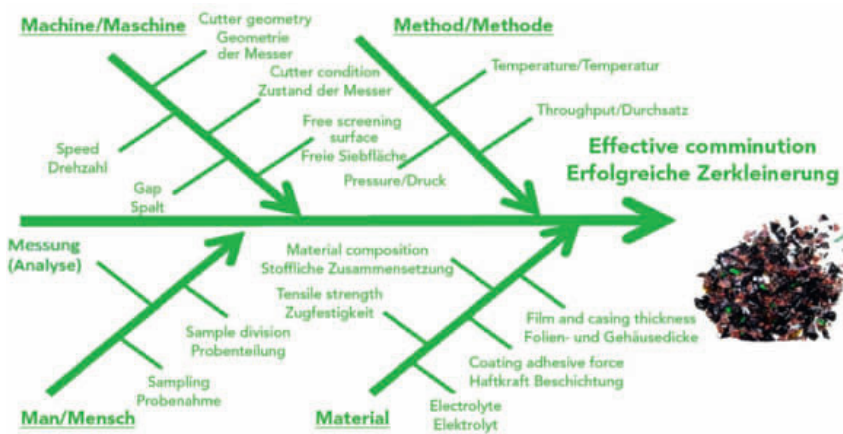 Machine/Maschine
Cutter geometry
Geometrie
der Messer
Cutter condition
Zustand der Messer
Free screening
surface
Freie Siebfläche
Speed
Drehzahl
Gap
Spalt
Method/Methode
Temperature/Temperatur
Throughput/Durchsatz
Pressure/Druck
Effective comminution
Erfolgreiche Zerkleinerung
Messung
(Analyse)
Sample division
Probenteilung
Sampling
Probenahme
Man/Mensch
Material composition
Stoffliche Zusammensetzung
Tensile strength
Zugfestigkeit
Film and casing thickness
Folien- und Gehäusedicke
Coating adhesive force
Haftkraft Beschichtung
Electrolyte
Elektrolyt
Material